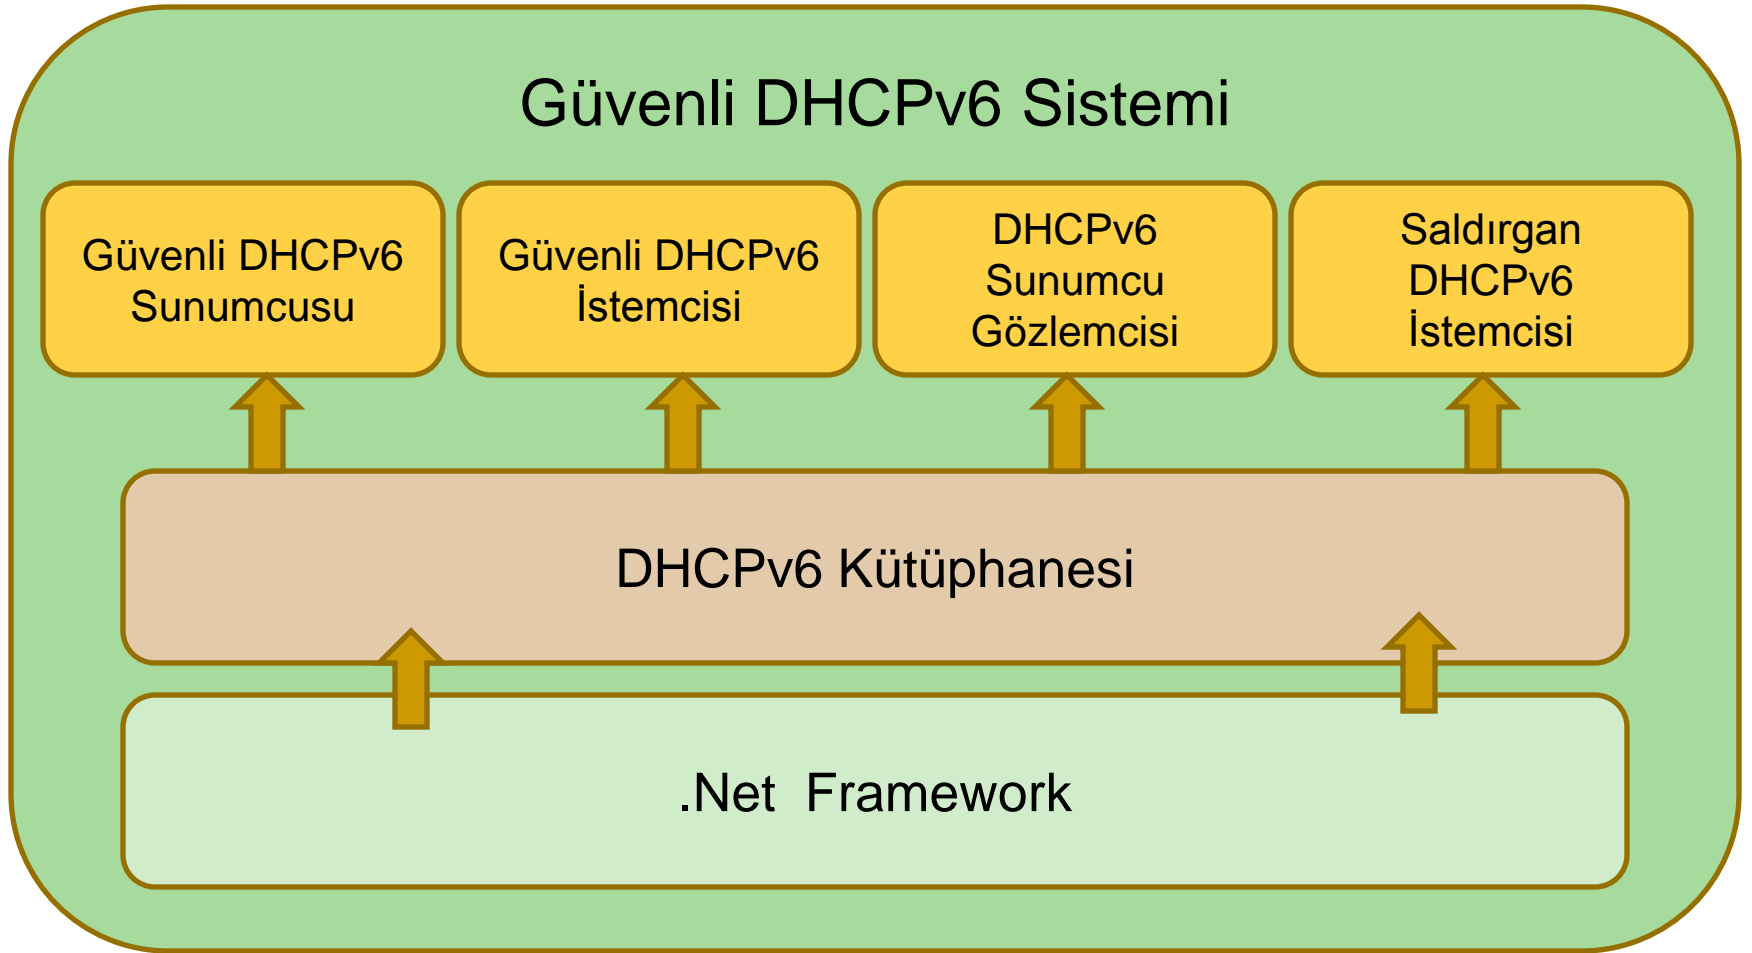 Güvenli DHCPv6 Sistemi
Güvenli DHCPv6
Sunumcusu
Güvenli DHCPv6
İstemcisi
DHCPv6
Sunumcu
Gözlemcisi
Saldırgan
DHCPv6
İstemcisi
DHCPv6 Kütüphanesi
.Net  Framework